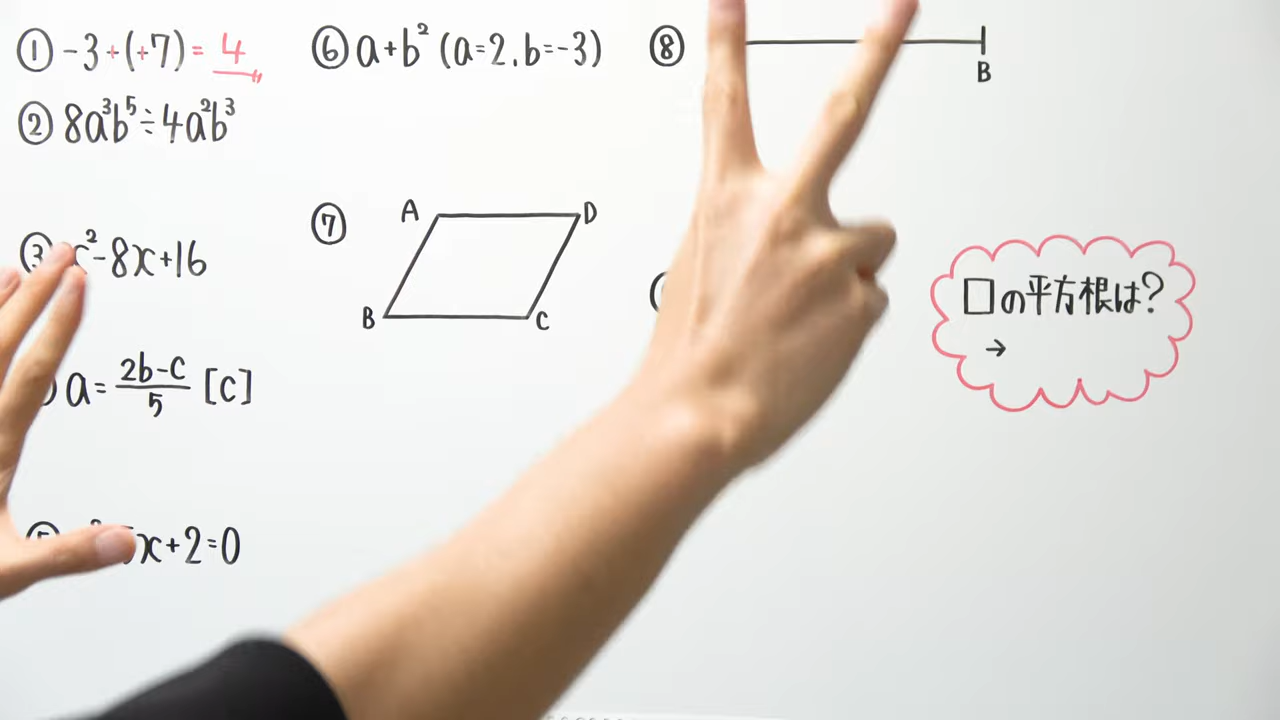 ① -3+(+7)= 4
② 8a³b⁵÷4a²b³
x²-8x+16
a= 2b-c/5 [c]
x+2=0
⑥ a+b² (a=2.b=-3)
⑦
A D
B C
⑧
B
□の平方根は?
→